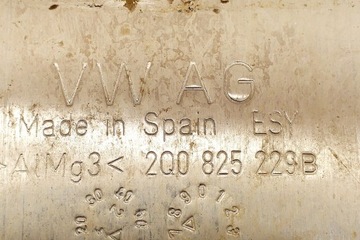 VW AG
Made in Spain ESY
>AlMg3< 2Q0 825 229B